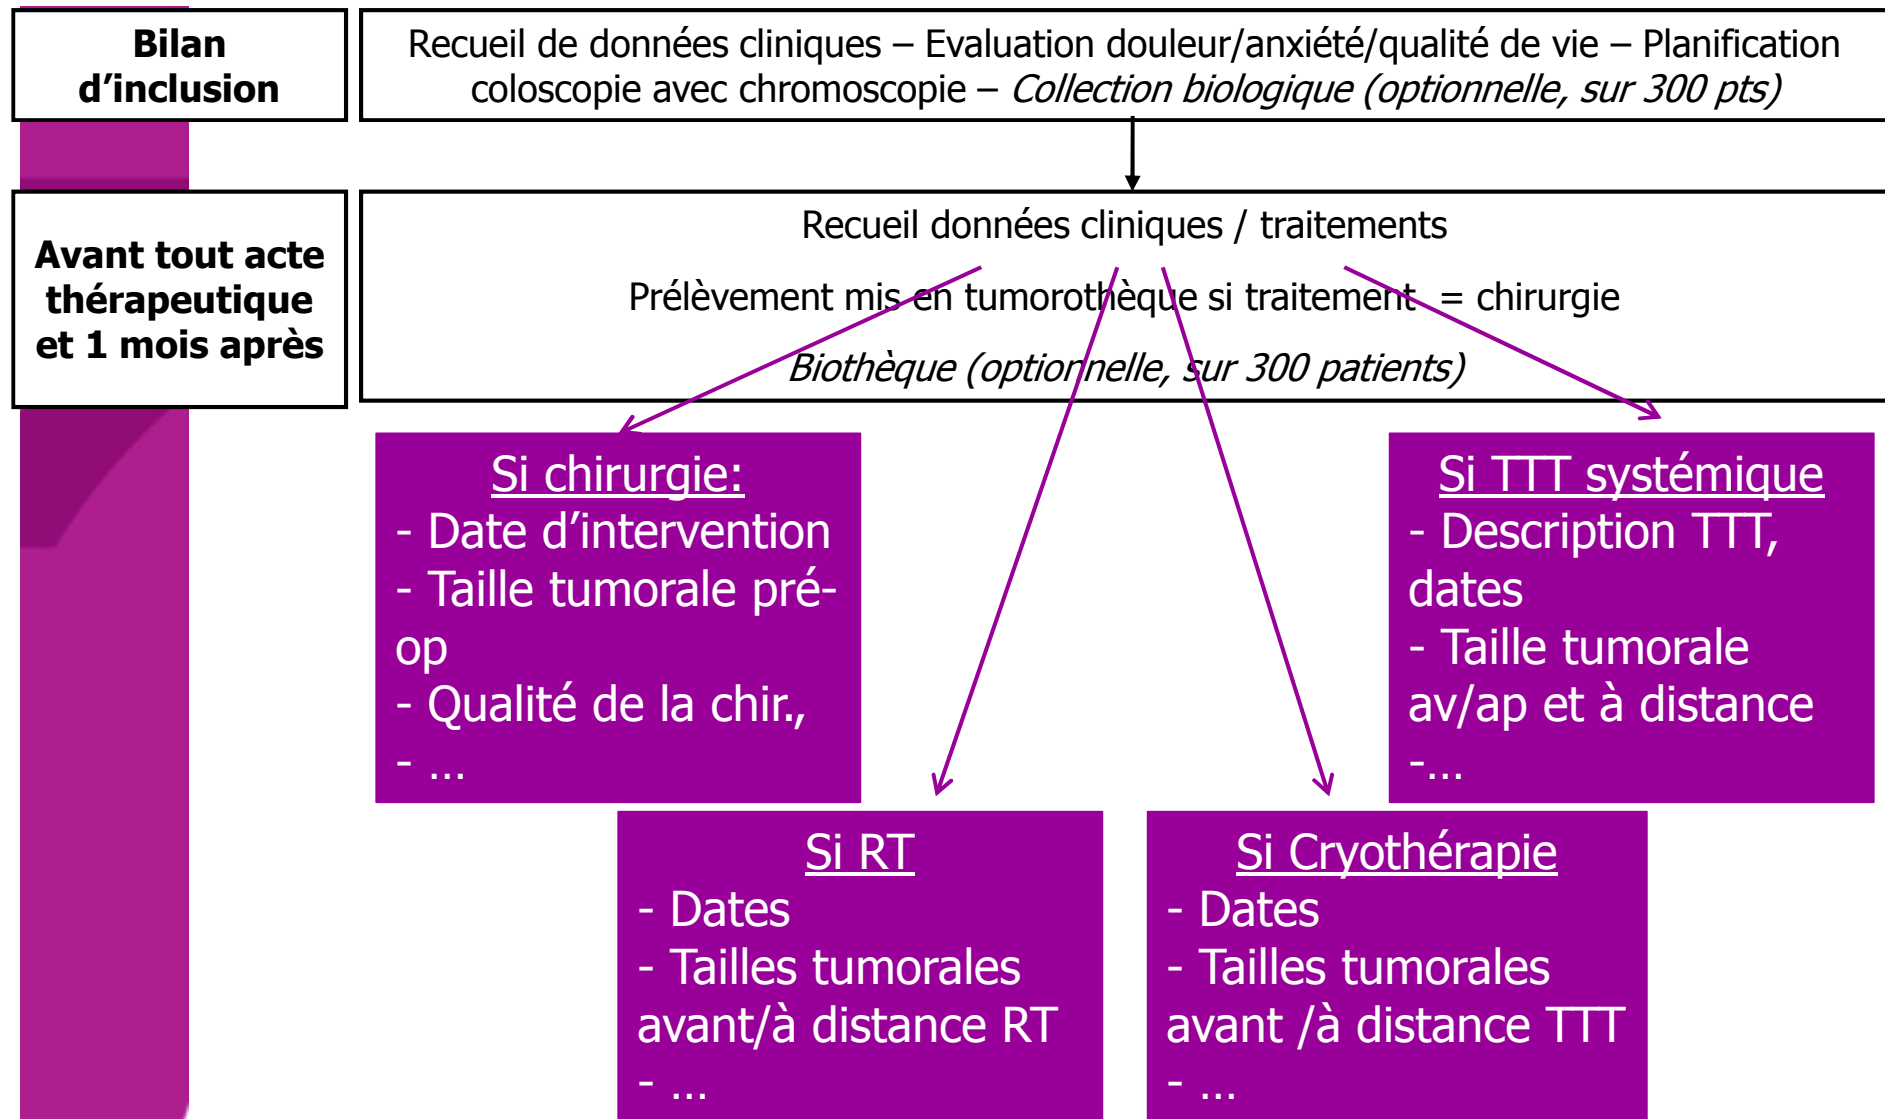 Bilan
d’inclusion
Recueil de données cliniques – Evaluation douleur/anxiété/qualité de vie – Planification
coloscopie avec chromoscopie – Collection biologique (optionnelle, sur 300 pts)
Avant tout acte
thérapeutique
et 1 mois après
Recueil données cliniques / traitements
Prélèvement mis en tumorothèque si traitement = chirurgie
Biothèque (optionnelle, sur 300 patients)
Si chirurgie:
- Date d’intervention
- Taille tumorale pré-
op
- Qualité de la chir.,
- ...
Si TTT systémique
- Description TTT,
dates
- Taille tumorale
av/ap et à distance
-...
Si RT
- Dates
- Tailles tumorales
avant/à distance RT
- ...
Si Cryothérapie
- Dates
- Tailles tumorales
avant /à distance TTT
- ...